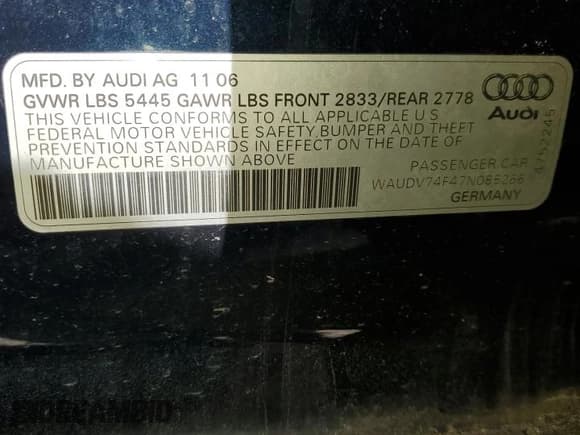 MFD. BY AUDI AG 11 06
GVWR LBS 5445 GAWR LBS FRONT 2833/REAR 2778
THIS VEHICLE CONFORMS TO ALL APPLICABLE U S
FEDERAL MOTOR VEHICLE SAFETY,BUMPER AND THEFT
PREVENTION STANDARDS IN EFFECT ON THE DATE OF
MANUFACTURE SHOWN ABOVE
Audi
4752245
PASSENGER CAR
WAUDV74F47N085266
GERMANY